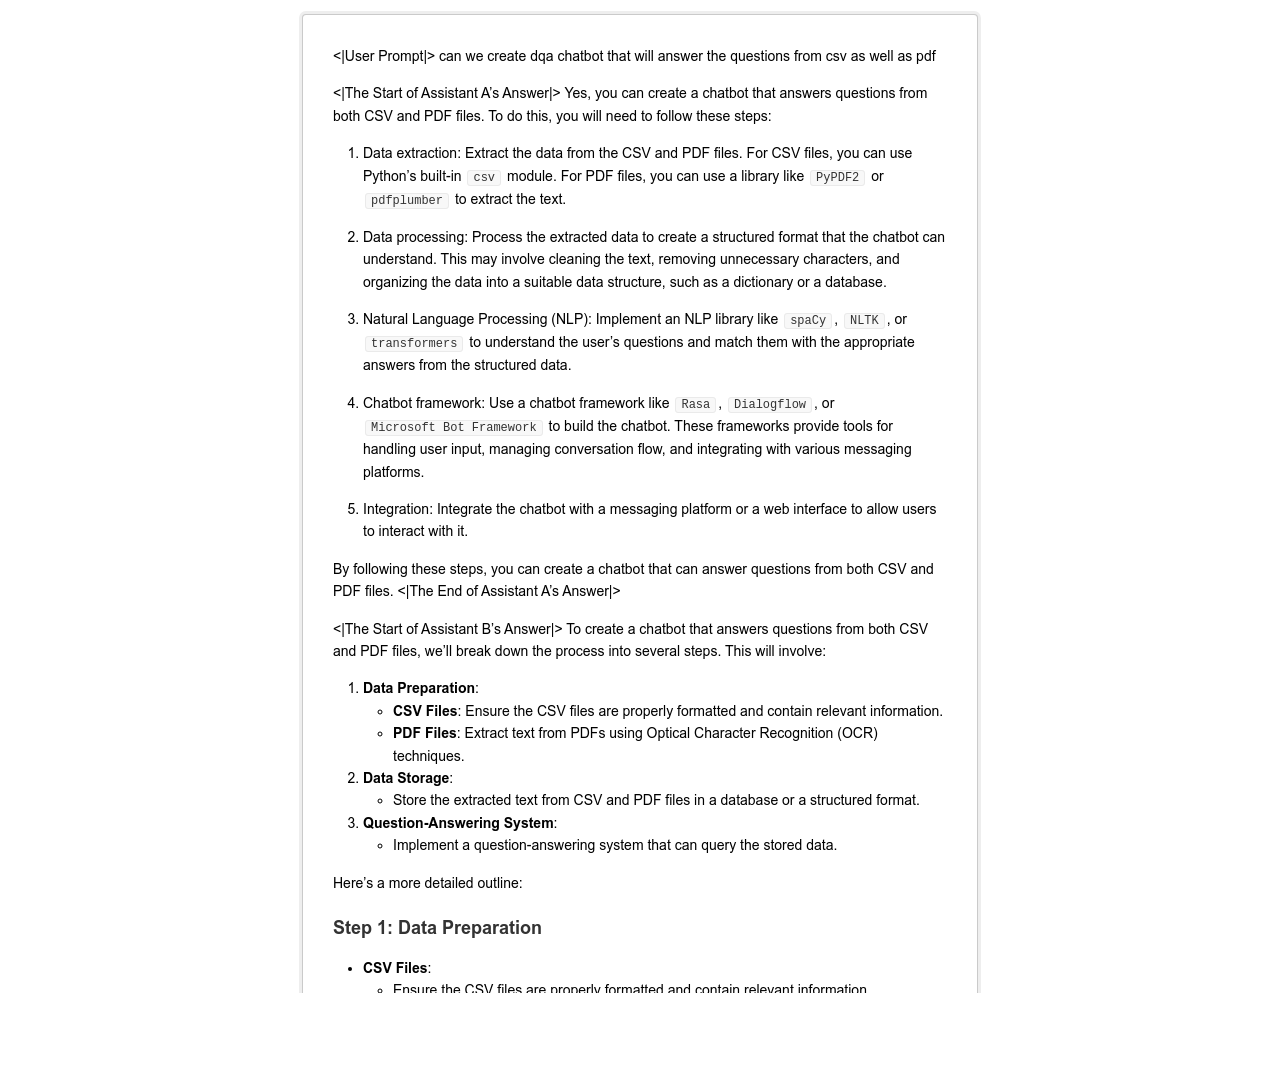 <|User Prompt|> can we create dqa chatbot that will answer the questions from csv as well as pdf
<|The Start of Assistant A’s Answer|> Yes, you can create a chatbot that answers questions from
both CSV and PDF files. To do this, you will need to follow these steps:
1. Data extraction: Extract the data from the CSV and PDF files. For CSV files, you can use
Python’s built-in csv module. For PDF files, you can use a library like PyPDF2 or
pdfplumber to extract the text.
2. Data processing: Process the extracted data to create a structured format that the chatbot can
understand. This may involve cleaning the text, removing unnecessary characters, and
organizing the data into a suitable data structure, such as a dictionary or a database.
3. Natural Language Processing (NLP): Implement an NLP library like spaCy , NLTK , or
transformers to understand the user’s questions and match them with the appropriate
answers from the structured data.
4. Chatbot framework: Use a chatbot framework like Rasa , Dialogflow , or
Microsoft Bot Framework to build the chatbot. These frameworks provide tools for
handling user input, managing conversation flow, and integrating with various messaging
platforms.
5. Integration: Integrate the chatbot with a messaging platform or a web interface to allow users
to interact with it.
By following these steps, you can create a chatbot that can answer questions from both CSV and
PDF files. <|The End of Assistant A’s Answer|>
<|The Start of Assistant B’s Answer|> To create a chatbot that answers questions from both CSV
and PDF files, we’ll break down the process into several steps. This will involve:
1. Data Preparation:
◦ CSV Files: Ensure the CSV files are properly formatted and contain relevant information.
◦ PDF Files: Extract text from PDFs using Optical Character Recognition (OCR)
techniques.
2. Data Storage:
◦ Store the extracted text from CSV and PDF files in a database or a structured format.
3. Question-Answering System:
◦ Implement a question-answering system that can query the stored data.
Here’s a more detailed outline:
Step 1: Data Preparation
• CSV Files:
◦ Ensure the CSV files are properly formatted and contain relevant information.